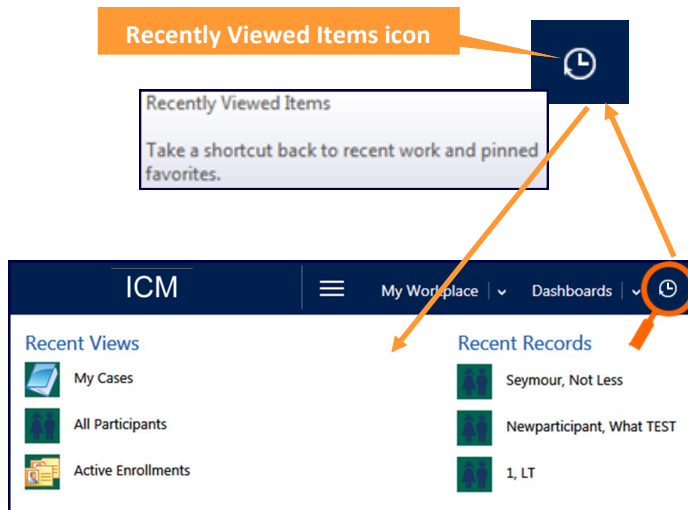 Recently Viewed Items icon
Recently Viewed Items
Take a shortcut back to recent work and pinned
favorites.
ICM My Workplace | Dashboards |
Recent Views
My Cases
All Participants
Active Enrollments
Recent Records
Seymour, Not Less
Newparticipant, What TEST
1, LT